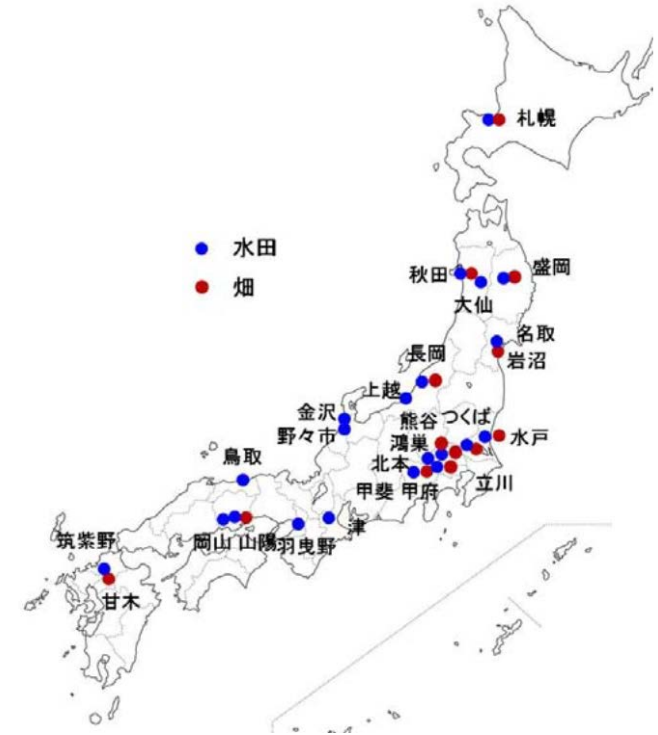 札幌
水田
畑
秋田
盛岡
大仙
名取
岩沼
長岡
上越
金沢
野々市
熊谷
つくば
鴻巣
水戸
北本
甲斐
甲府
立川
鳥取
岡山
山陽
羽曳野
津
筑紫野
甘木